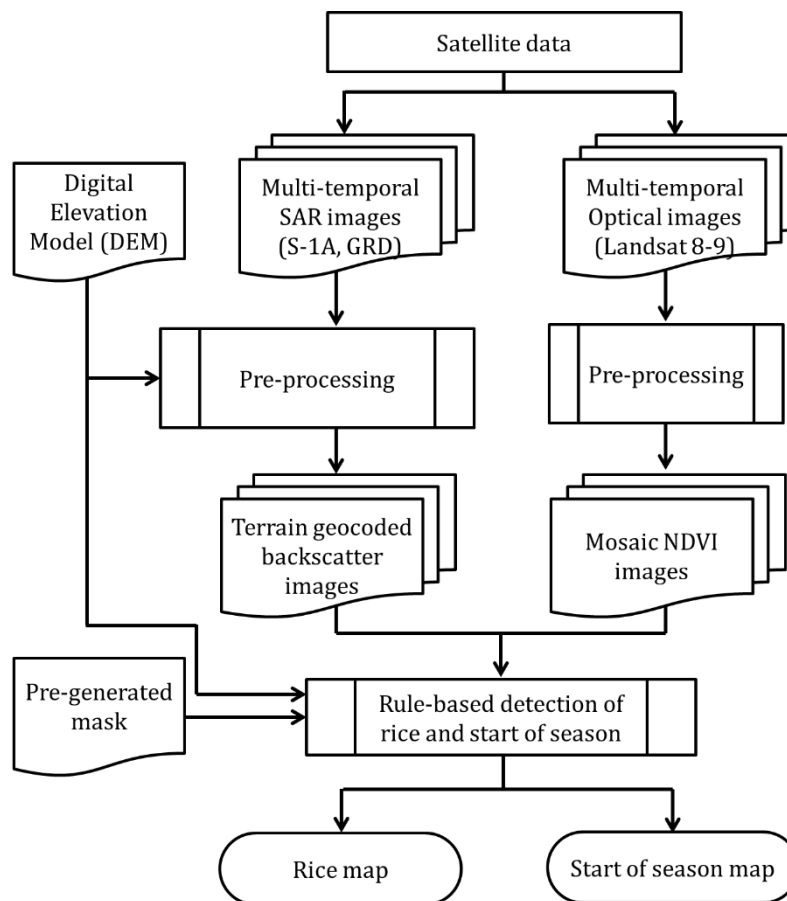 Satellite data
Digital
Elevation
Model (DEM)
Multi-temporal
SAR images
(S-1A, GRD)
Multi-temporal
Optical images
(Landsat 8-9)
Pre-processing
Pre-processing
Terrain geocoded
backscatter
images
Mosaic NDVI
images
Pre-generated
mask
Rule-based detection of
rice and start of season
Rice map
Start of season map